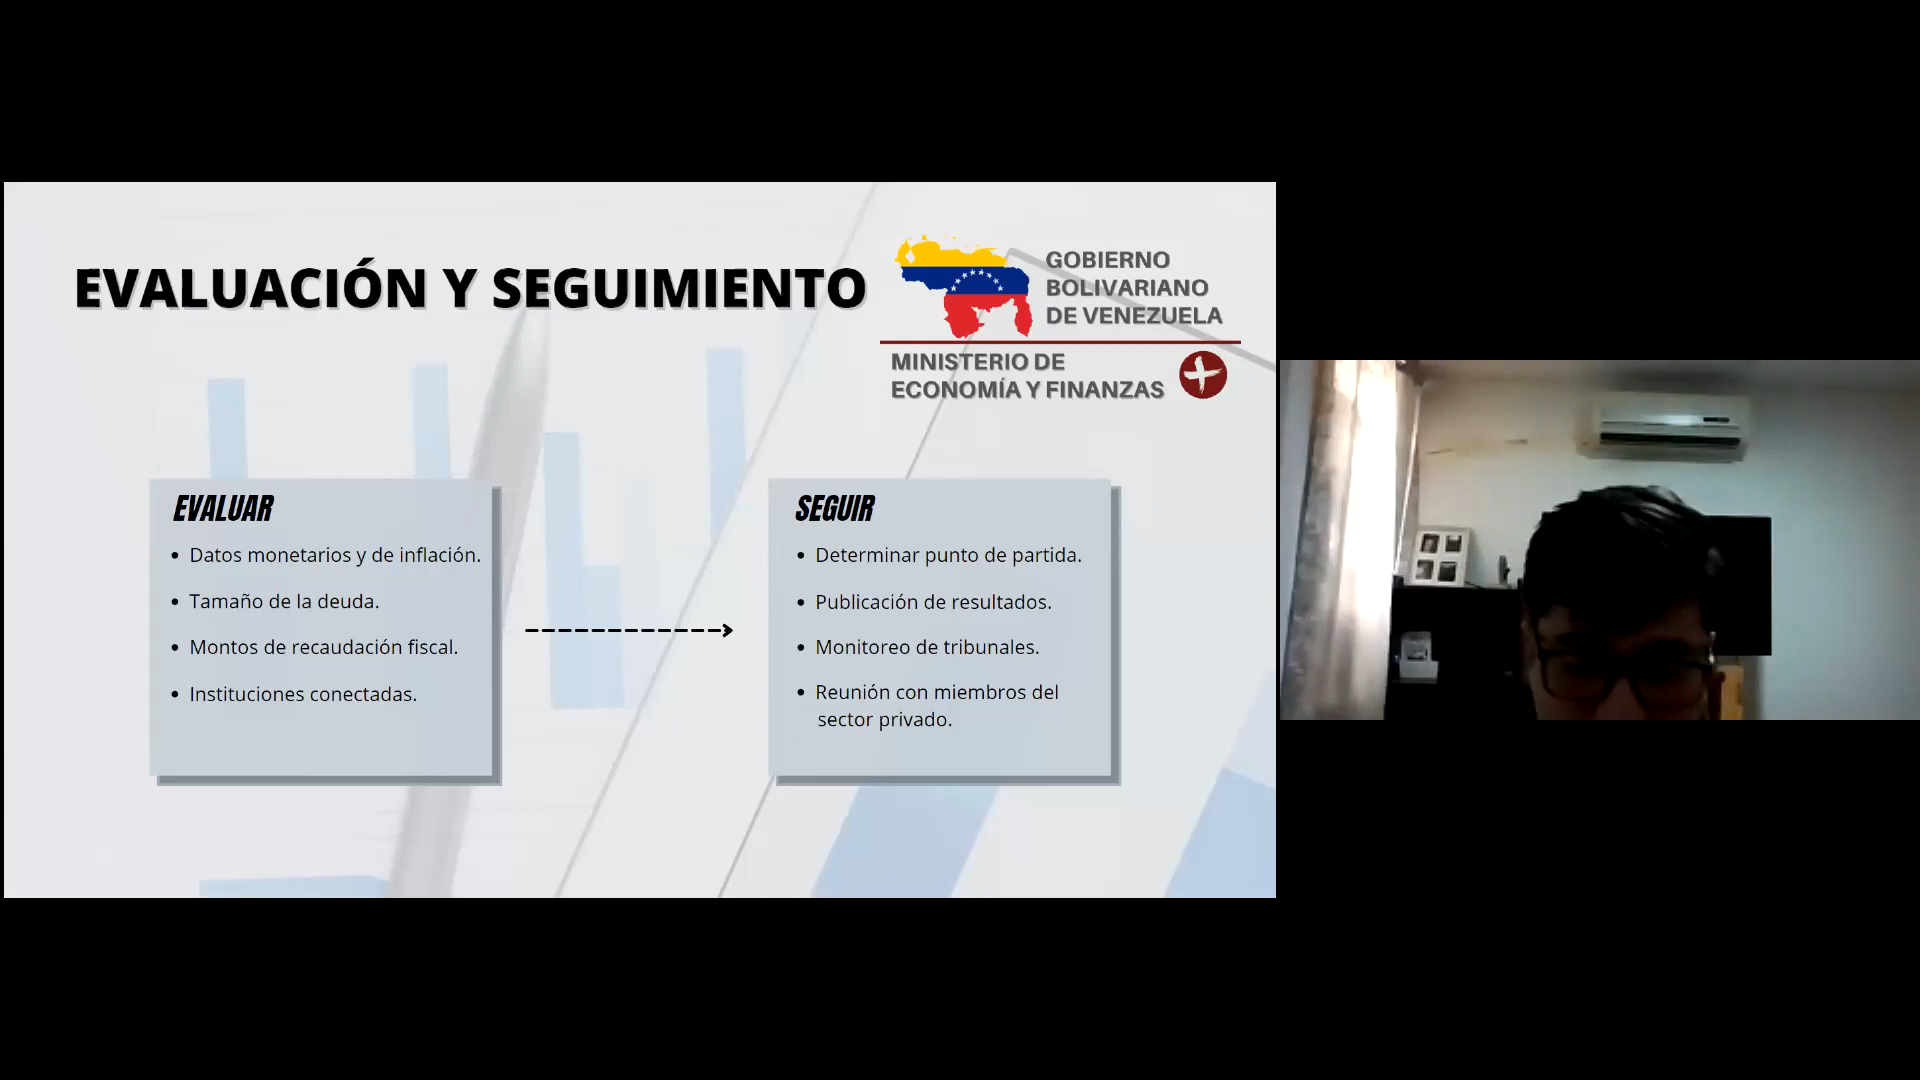 EVALUACIÓN Y SEGUIMIENTO
GOBIERNO
BOLIVARIANO
DE VENEZUELA
MINISTERIO DE
ECONOMÍA Y FINANZAS
EVALUAR
• Datos monetarios y de inflación.
• Tamaño de la deuda.
• Montos de recaudación fiscal.
• Instituciones conectadas.
SEGUIR
• Determinar punto de partida.
• Publicación de resultados.
• Monitoreo de tribunales.
• Reunión con miembros del
sector privado.